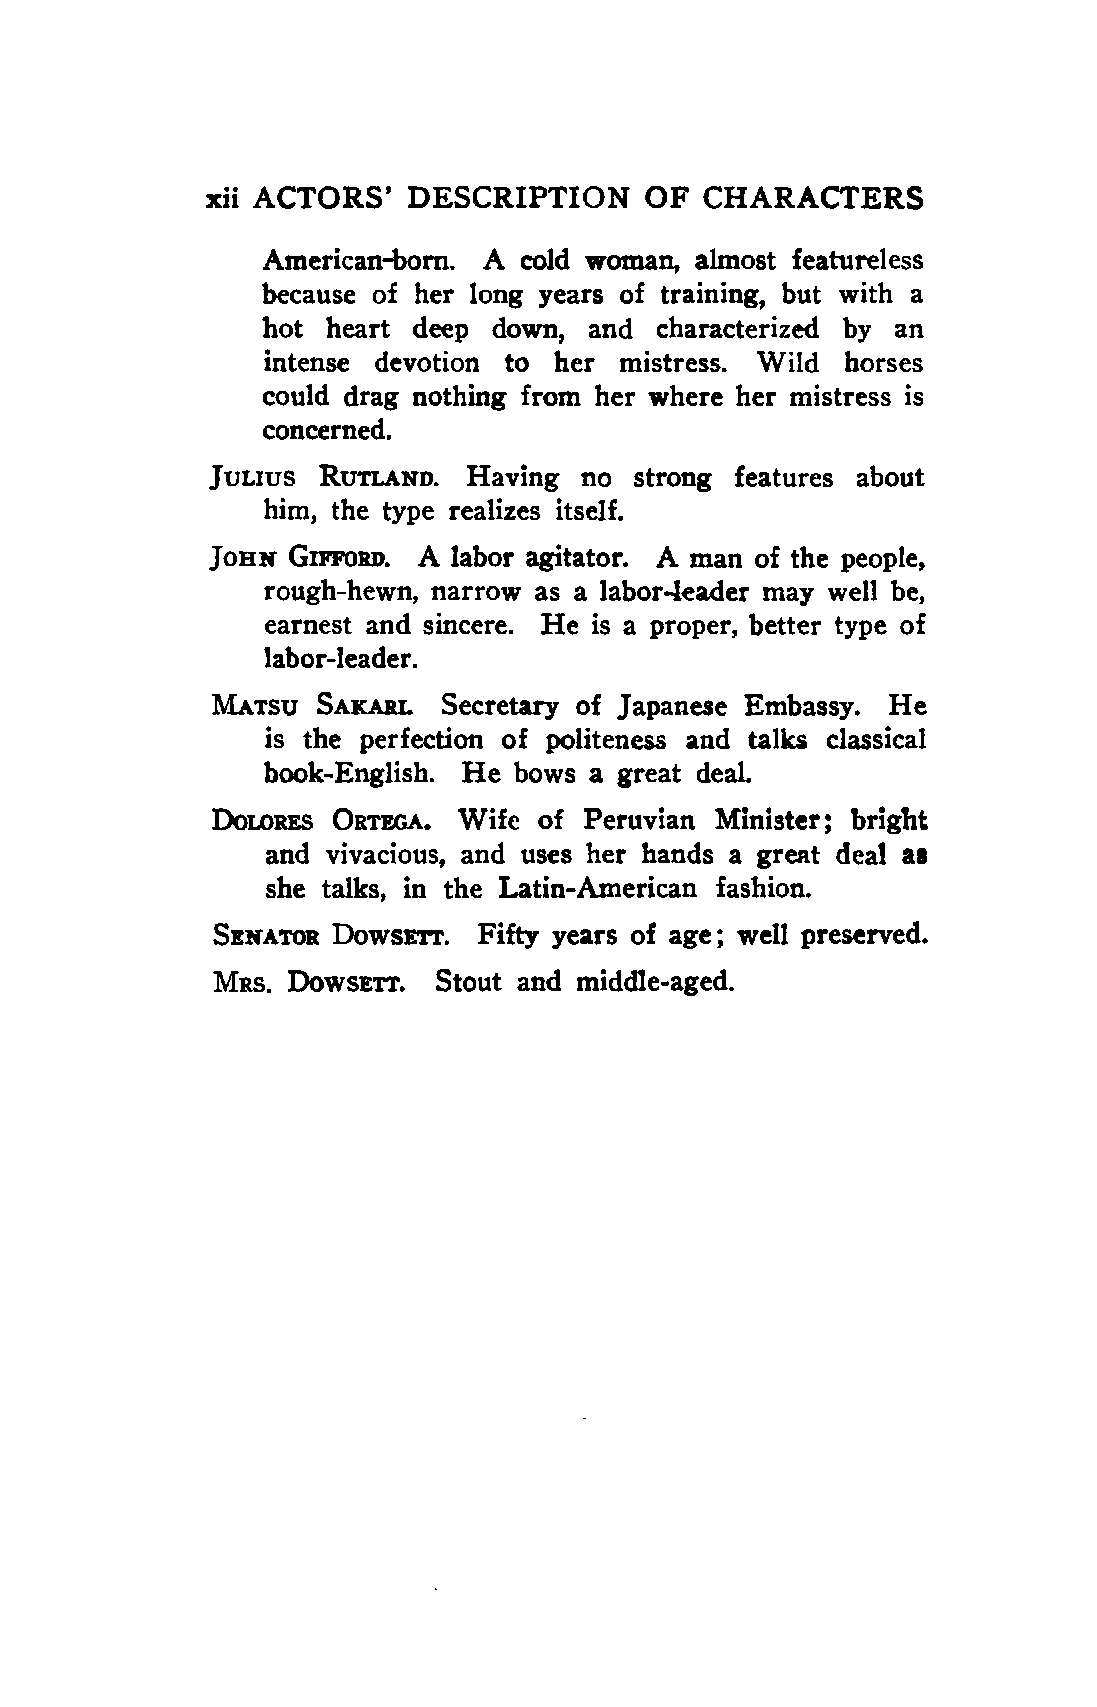 xii ACTORS' DESCRIPTION OF CHARACTERS
American-born. A cold woman, almost featureless
because of her long years of training, but with a
hot heart deep down, and characterized by an
intense devotion to her mistress. Wild horses
could drag nothing from her where her mistress is
concerned.
JULIUS RUTLAND. Having no strong features about
him, the type realizes itself.
JOHN GIFFORD. A labor agitator. A man of the people,
rough-hewn, narrow as a labor-leader may well be,
earnest and sincere. He is a proper, better type of
labor-leader.
MATSU SAKARI. Secretary of Japanese Embassy. He
is the perfection of politeness and talks classical
book-English. He bows a great deal.
DOLORES ORTEGA. Wife of Peruvian Minister; bright
and vivacious, and uses her hands a great deal as
she talks, in the Latin-American fashion.
SENATOR DOWSETT. Fifty years of age; well preserved.
MRS. DOWSETT. Stout and middle-aged.